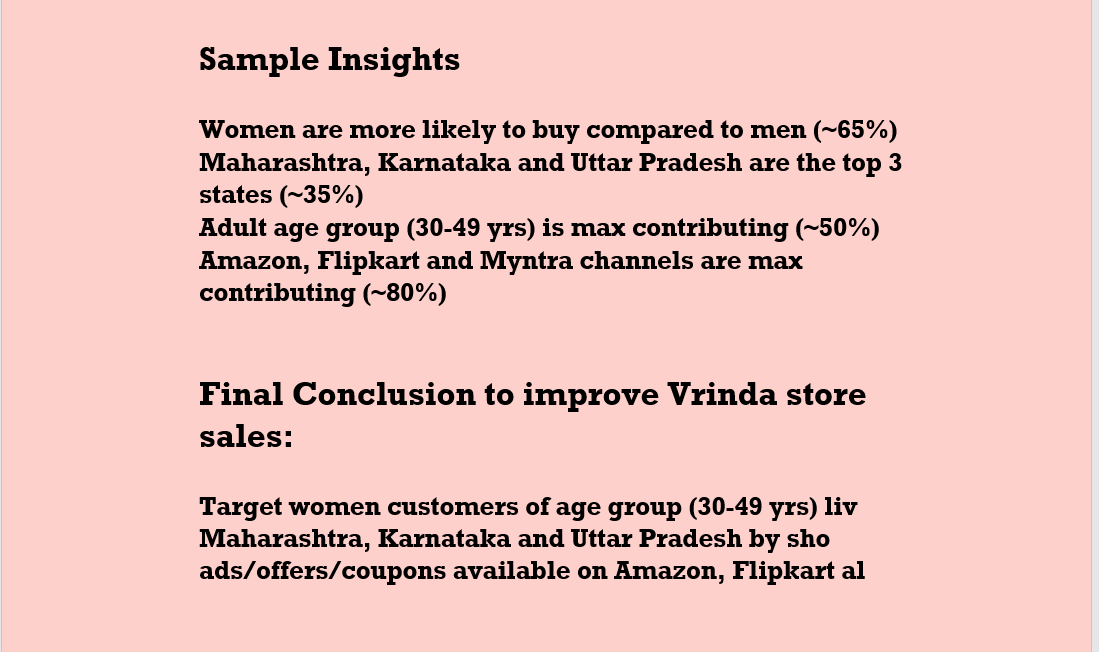 Sample Insights
Women are more likely to buy compared to men (~65%)
Maharashtra, Karnataka and Uttar Pradesh are the top 3
states (~35%)
Adult age group (30-49 yrs) is max contributing (~50%)
Amazon, Flipkart and Myntra channels are max
contributing (~80%)
Final Conclusion to improve Vrinda store
sales:
Target women customers of age group (30-49 yrs) liv
Maharashtra, Karnataka and Uttar Pradesh by sho
ads/offers/coupons available on Amazon, Flipkart al